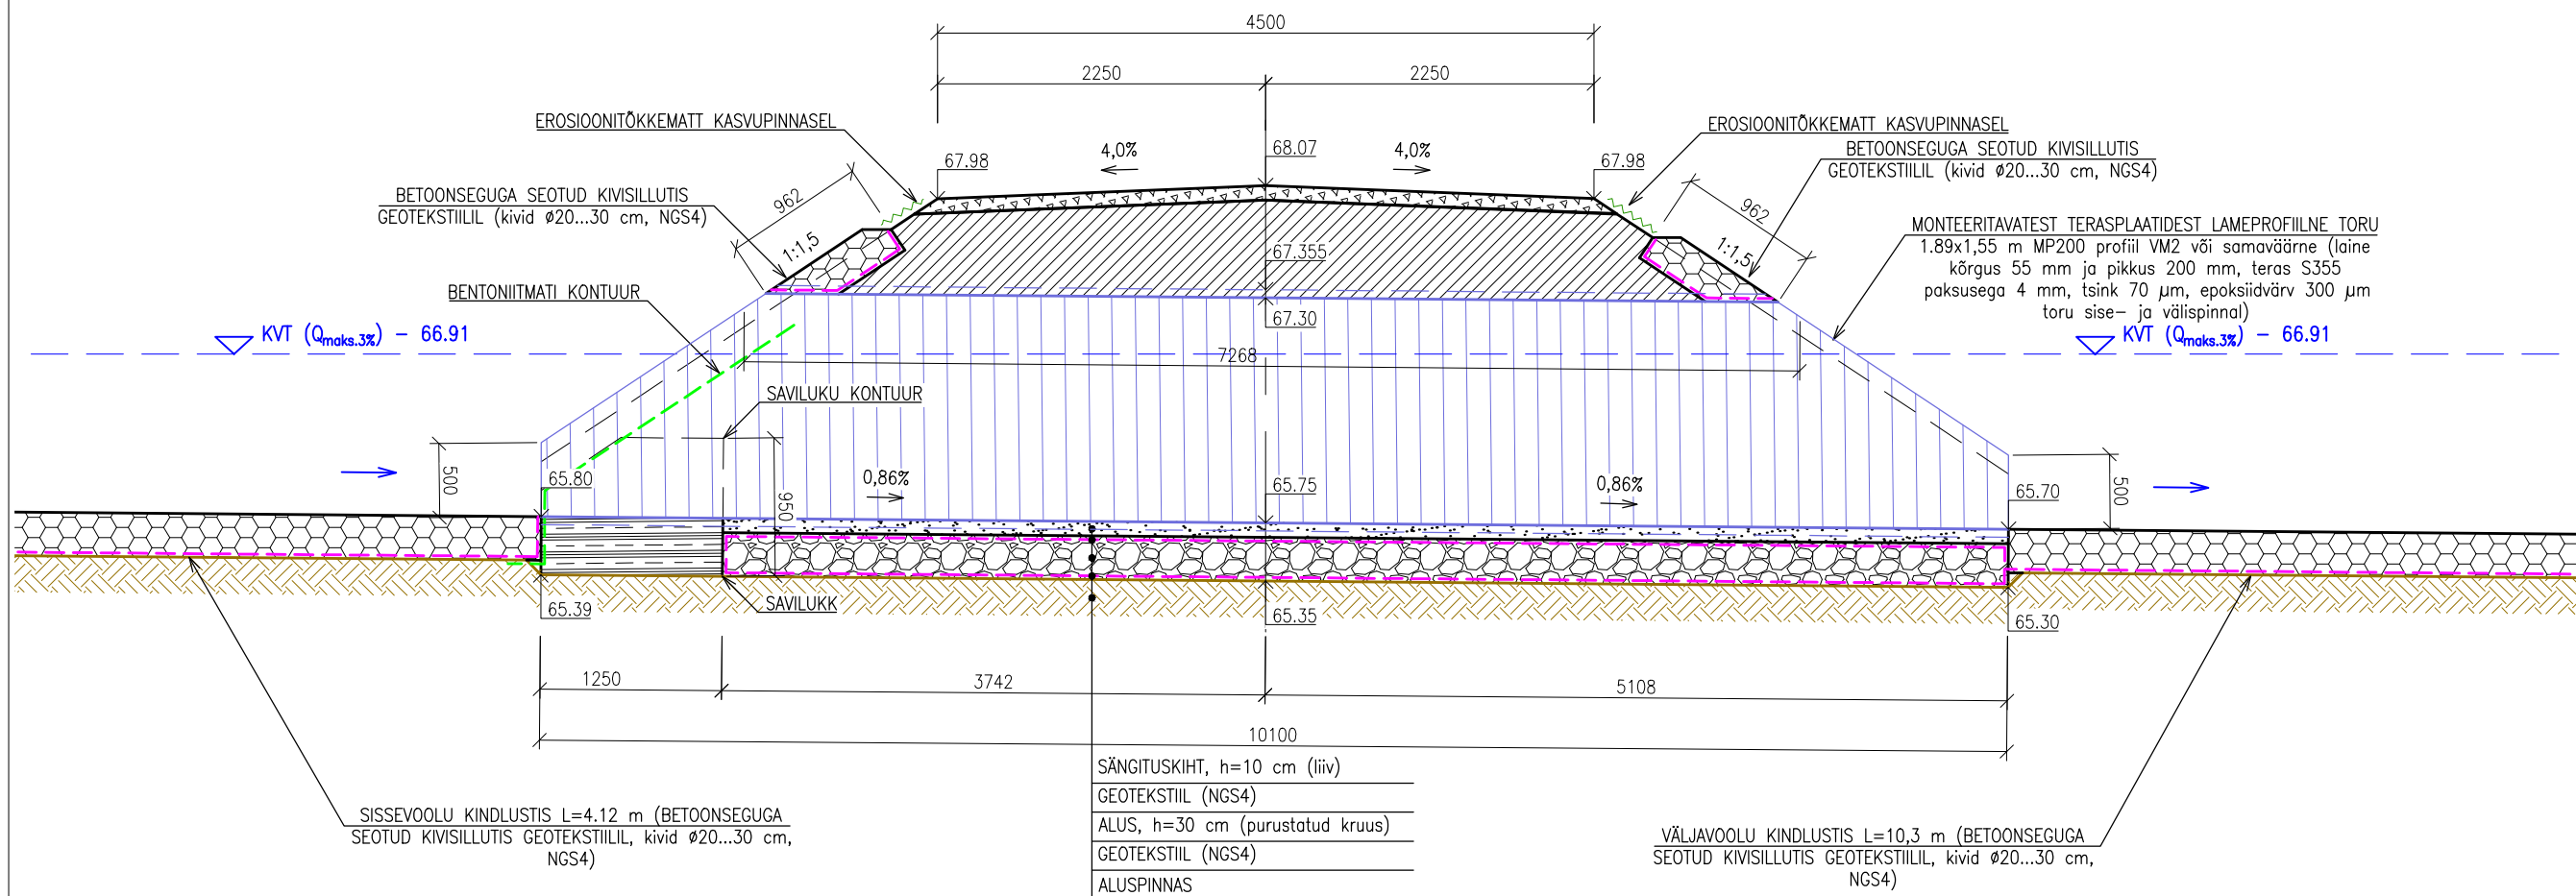 4500
2250
2250
EROSIOONITÕKKEMATT KASVUPINNASEL
EROSIOONITÕKKEMATT KASVUPINNASEL
67.98
4,0%
68.07
4,0%
67.98
BETOONSEGUGA SEOTUD KIVISILLUTIS
GEOTEKSTIILIL (kivid ø20...30 cm, NGS4)
BETOONSEGUGA SEOTUD KIVISILLUTIS
GEOTEKSTIILIL (kivid ø20...30 cm, NGS4)
962
962
1:1,5
1:1,5
MONTEERITAVATEST TERASPLAATIDEST LAMEPROFIILNE TORU
1.89x1,55 m MP200 profiil VM2 või samaväärne (laine
kõrgus 55 mm ja pikkus 200 mm, teras S355
paksusega 4 mm, tsink 70 µm, epoksiidvärv 300 µm
toru sise- ja välispinnal)
67.355
BENTONIITMATI KONTUUR
67.30
KVT (Qmaks.3%) - 66.91
KVT (Qmaks.3%) - 66.91
7268
SAVILUKU KONTUUR
500
65.80
950
0,86%
65.75
0,86%
65.70
500
65.39
SAVILUKK
65.35
65.30
1250
3742
5108
10100
SÄNGITUSKIHT, h=10 cm (liiv)
GEOTEKSTIIL (NGS4)
ALUS, h=30 cm (purustatud kruus)
GEOTEKSTIIL (NGS4)
ALUSPINNAS
SISSEVOOLU KINDLUSTIS L=4.12 m (BETOONSEGUGA
SEOTUD KIVISILLUTIS GEOTEKSTIILIL, kivid ø20...30 cm,
NGS4)
VÄLJAVOOLU KINDLUSTIS L=10,3 m (BETOONSEGUGA
SEOTUD KIVISILLUTIS GEOTEKSTIILIL, kivid ø20...30 cm,
NGS4)